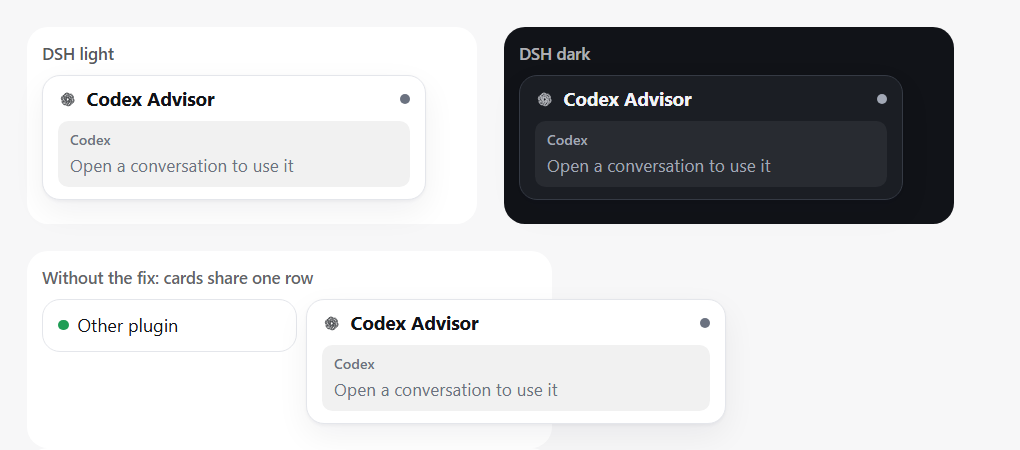 DSH light
Codex Advisor
Codex
Open a conversation to use it
DSH dark
Codex Advisor
Codex
Open a conversation to use it
Without the fix: cards share one row
Other plugin
Codex Advisor
Codex
Open a conversation to use it